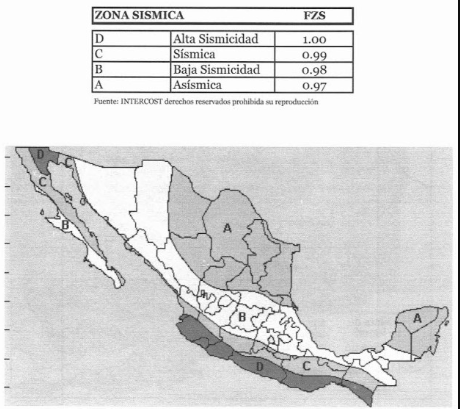 ZONA SISMICA FZS
D Alta Sismicidad 1.00
C Sísmica 0.99
B Baja Sismicidad 0.98
A Asísmica 0.97
Fuente: INTERCOST derechos reservados prohibida su reproducción
D
C
C
B
A
B
A
D
C